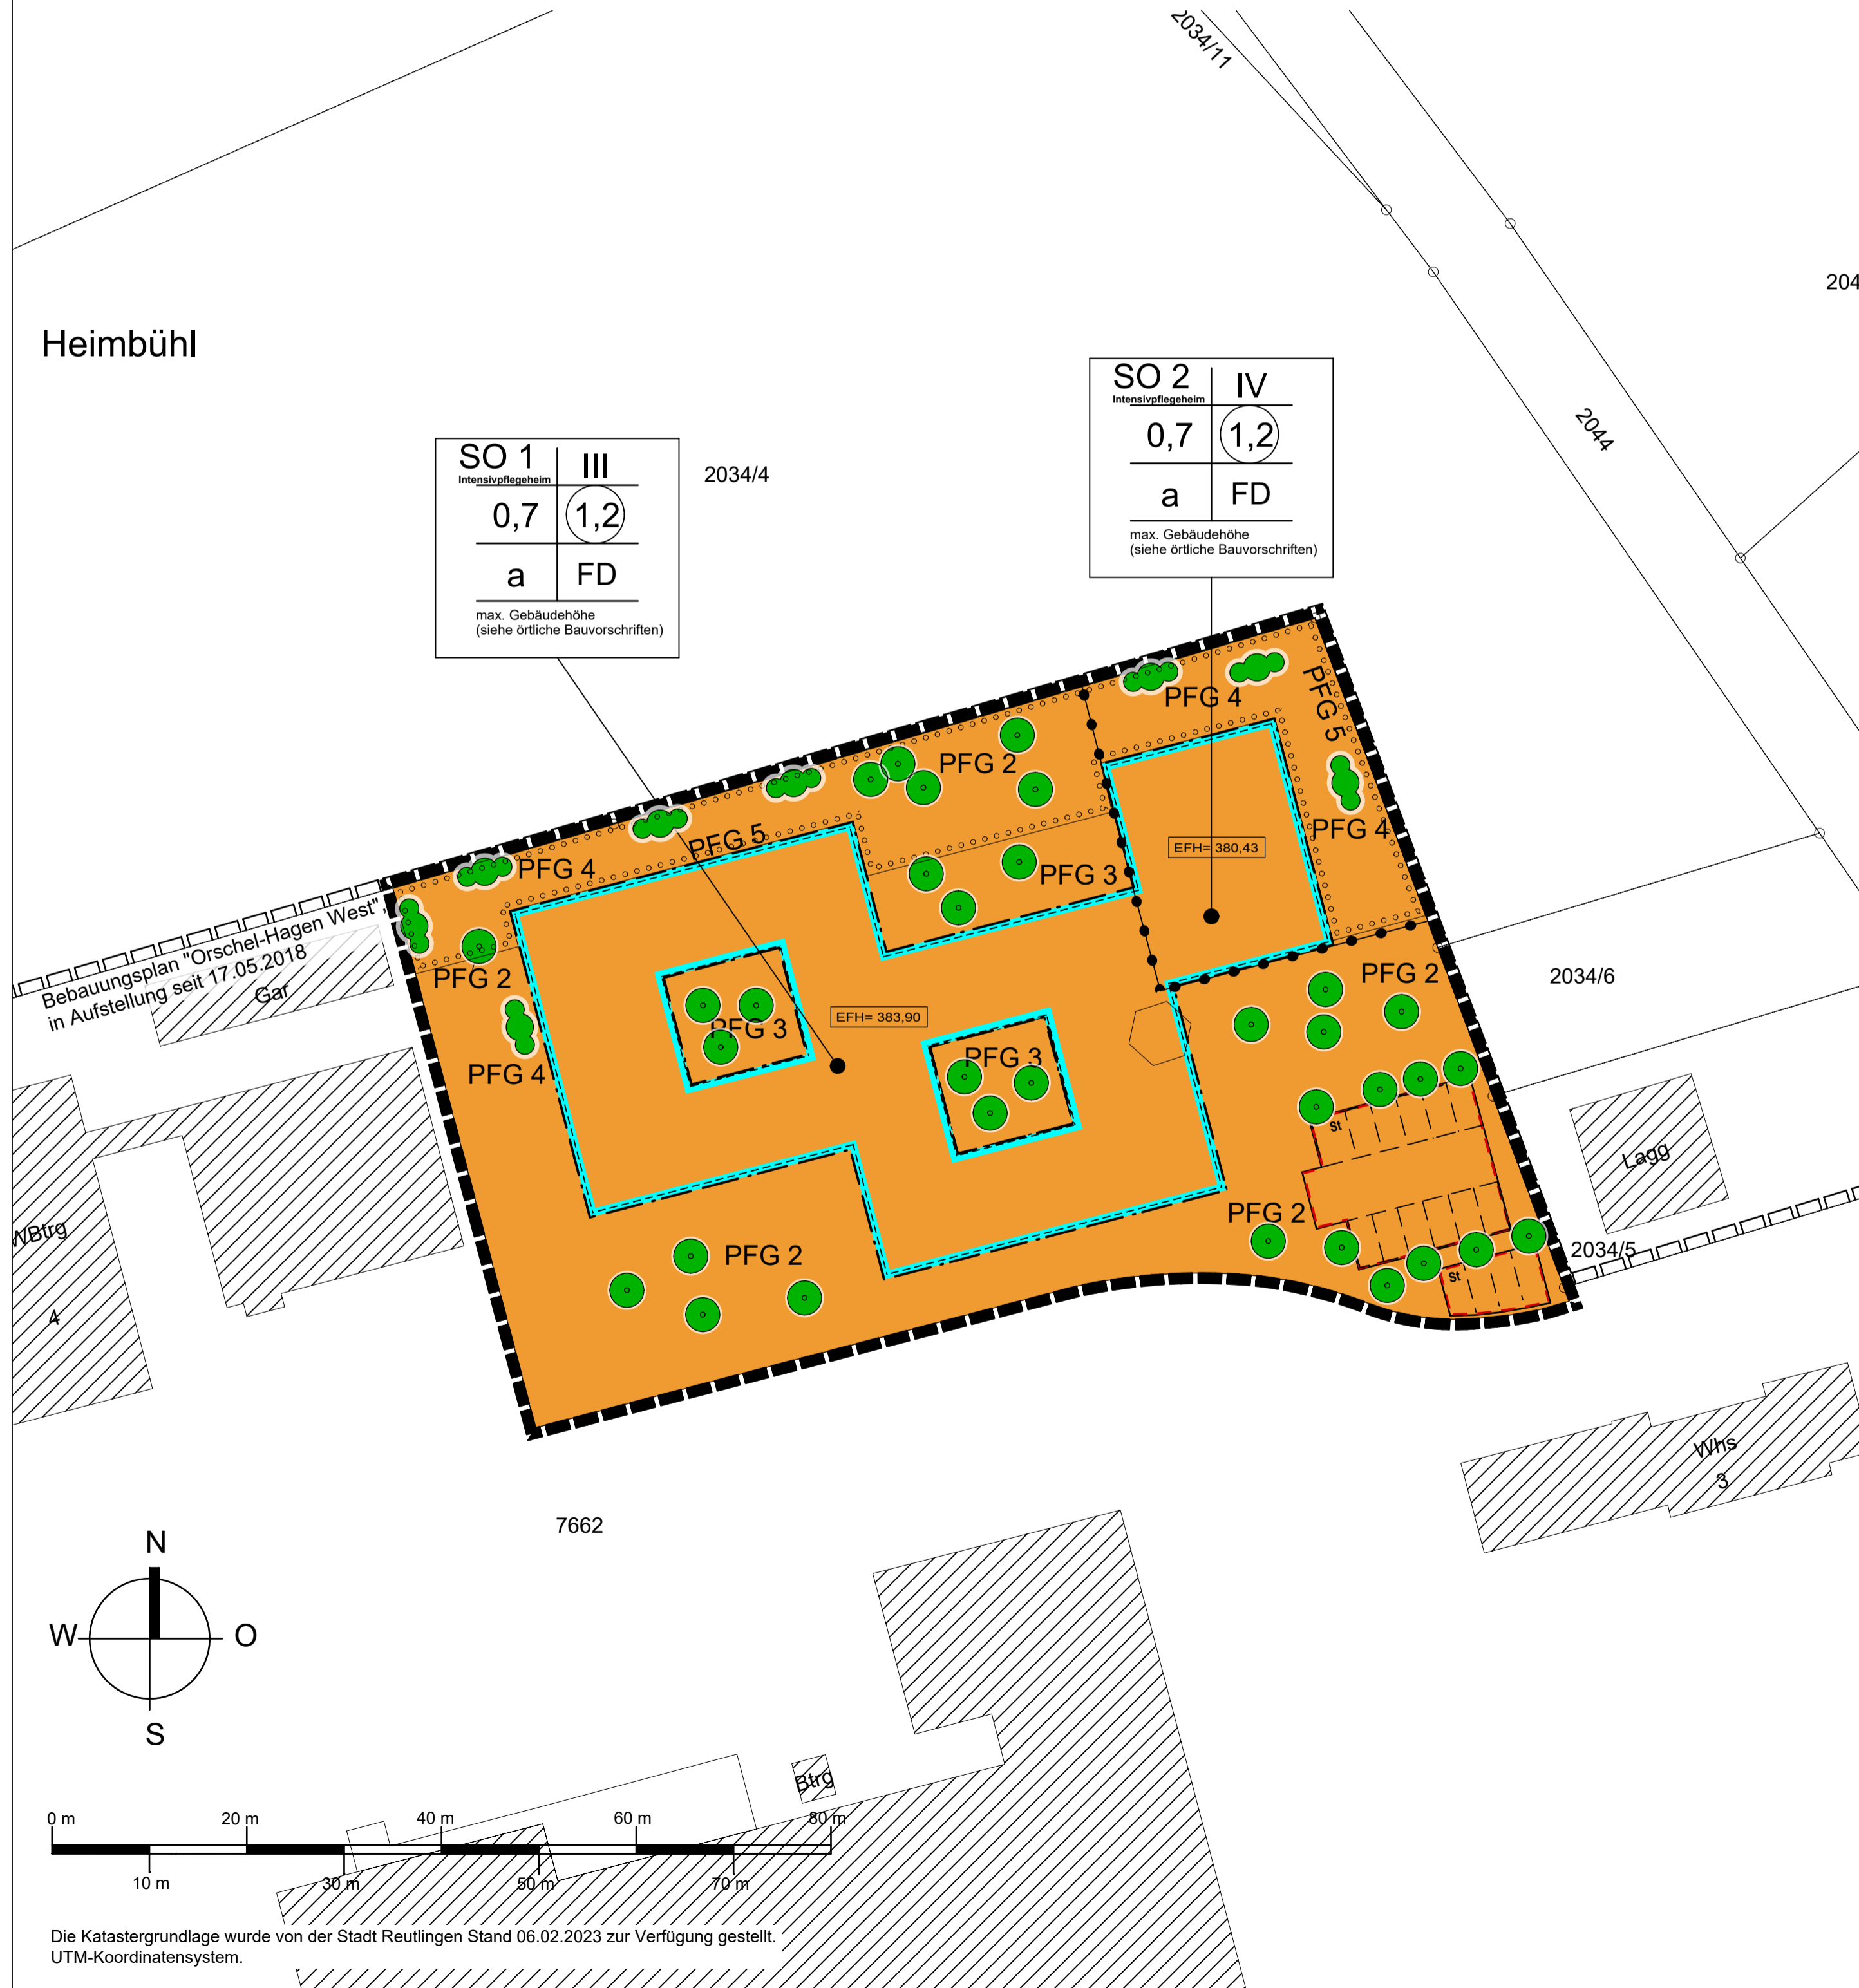 2034/11
204
Heimbühl
2044
SO 2 IV
Intensivpflegeheim
0,7 1,2
a FD
max. Gebäudehöhe
(siehe örtliche Bauvorschriften)
SO 1 III
Intensivpflegeheim
0,7 1,2
a FD
max. Gebäudehöhe
(siehe örtliche Bauvorschriften)
2034/4
PFG 4
PFG 5
PFG 2
PFG 5
PFG 4
EFH= 380,43
PFG 4
PFG 3
Bebauungsplan "Orschel-Hagen West",
in Aufstellung seit 17.05.2018
Gar
PFG 2
PFG 2
2034/6
EFH= 383,90
PFG 3
PFG 3
PFG 4
St
Lagg
PFG 2
WBtrg
4
PFG 2
2034/5
St
Whs
3
7662
N
W O
S
Btrg
0 m 20 m 40 m 60 m 80 m
10 m 30 m 50 m 70 m
Die Katastergrundlage wurde von der Stadt Reutlingen Stand 06.02.2023 zur Verfügung gestellt.
UTM-Koordinatensystem.